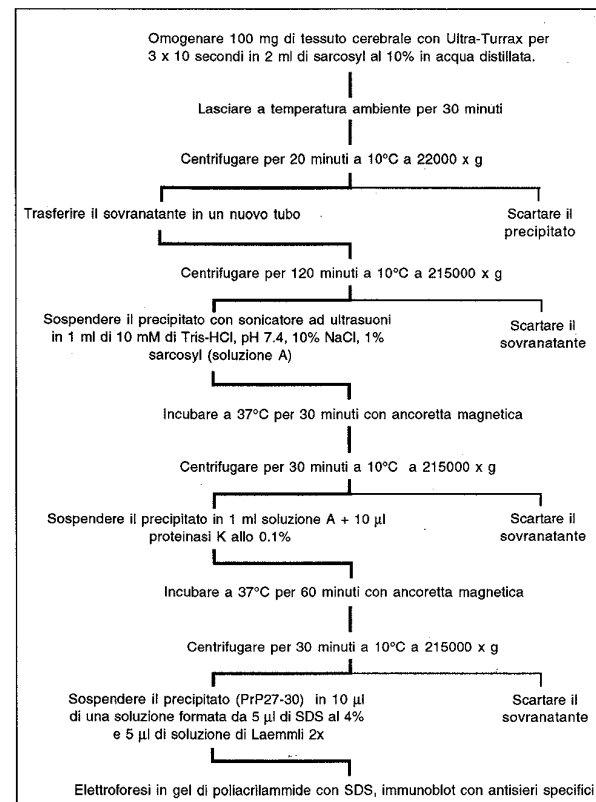 Omogenare 100 mg di tessuto cerebrale con Ultra-Turrax per
3 x 10 secondi in 2 ml di sarcosyl al 10% in acqua distillata.
Lasciare a temperatura ambiente per 30 minuti
Centrifugare per 20 minuti a 10°C a 22000 x g
Trasferire il sovranatante in un nuovo tubo
Scartare il
precipitato
Centrifugare per 120 minuti a 10°C a 215000 x g
Sospendere il precipitato con sonicatore ad ultrasuoni
in 1 ml di 10 mM di Tris-HCl, pH 7.4, 10% NaCl, 1%
sarcosyl (soluzione A)
Scartare il
sovranatante
Incubare a 37°C per 30 minuti con ancoretta magnetica
Centrifugare per 30 minuti a 10°C a 215000 x g
Sospendere il precipitato in 1 ml soluzione A + 10 µl
proteinasi K allo 0.1%
Scartare il
sovranatante
Incubare a 37°C per 60 minuti con ancoretta magnetica
Centrifugare per 30 minuti a 10°C a 215000 x g
Sospendere il precipitato (PrP27-30) in 10 µl
di una soluzione formata da 5 µl di SDS al 4%
e 5 µl di soluzione di Laemmli 2x
Scartare il
sovranatante
Elettroforesi in gel di poliacrilammide con SDS, immunoblot con antisieri specifici